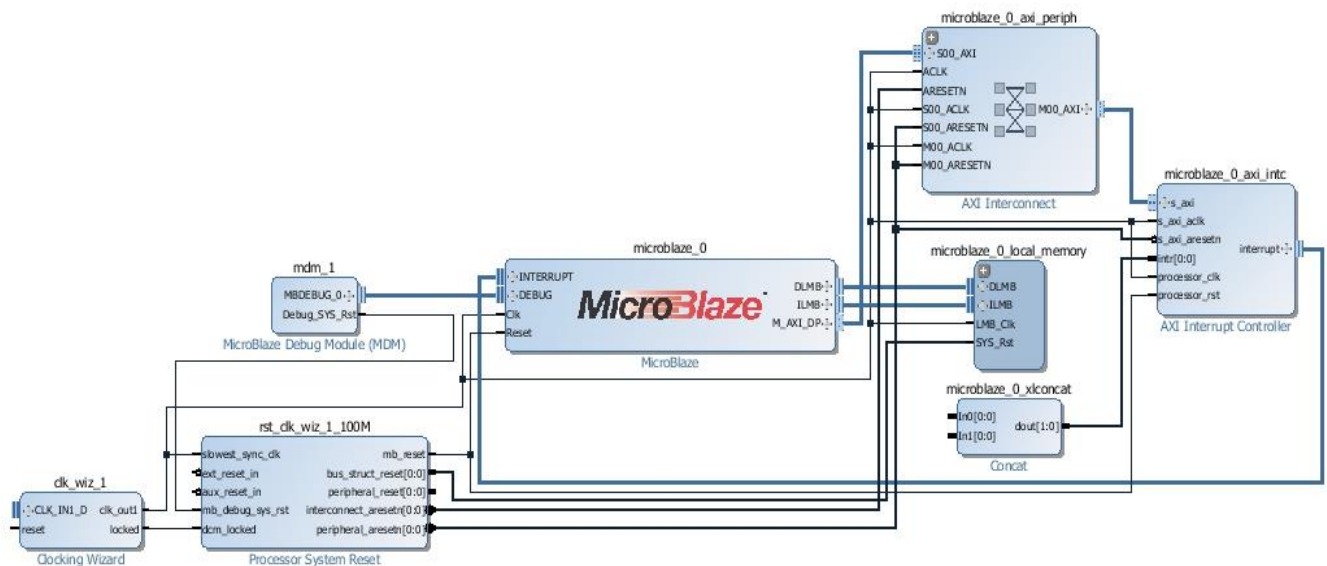 microblaze_0_axi_periph
S00_AXI
ACLK
ARESETN
S00_ACLK
S00_ARESETN
M00_ACLK
M00_ARESETN
M00_AXI
AXI Interconnect
microblaze_0_axi_intc
s_axi
s_axi_aclk
s_axi_aresetn
intr[0:0]
processor_clk
processor_rst
interrupt
AXI Interrupt Controller
microblaze_0
INTERRUPT
DEBUG
Clk
Reset
MicroBlaze
DLMB
ILMB
M_AXI_DP
MicroBlaze
microblaze_0_local_memory
DLMB
ILMB
LMB_Clk
SYS_Rst
mdm_1
MBDEBUG_0
Debug_SYS_Rst
MicroBlaze Debug Module (MDM)
microblaze_0_xlconcat
In0[0:0]
In1[0:0]
dout[1:0]
Concat
rst_clk_wiz_1_100M
slowest_sync_clk
ext_reset_in
aux_reset_in
mb_debug_sys_rst
dcm_locked
mb_reset
bus_struct_reset[0:0]
peripheral_reset[0:0]
interconnect_aresetn[0:0]
peripheral_aresetn[0:0]
Processor System Reset
clk_wiz_1
CLK_IN1_D
reset
clk_out1
locked
Clocking Wizard